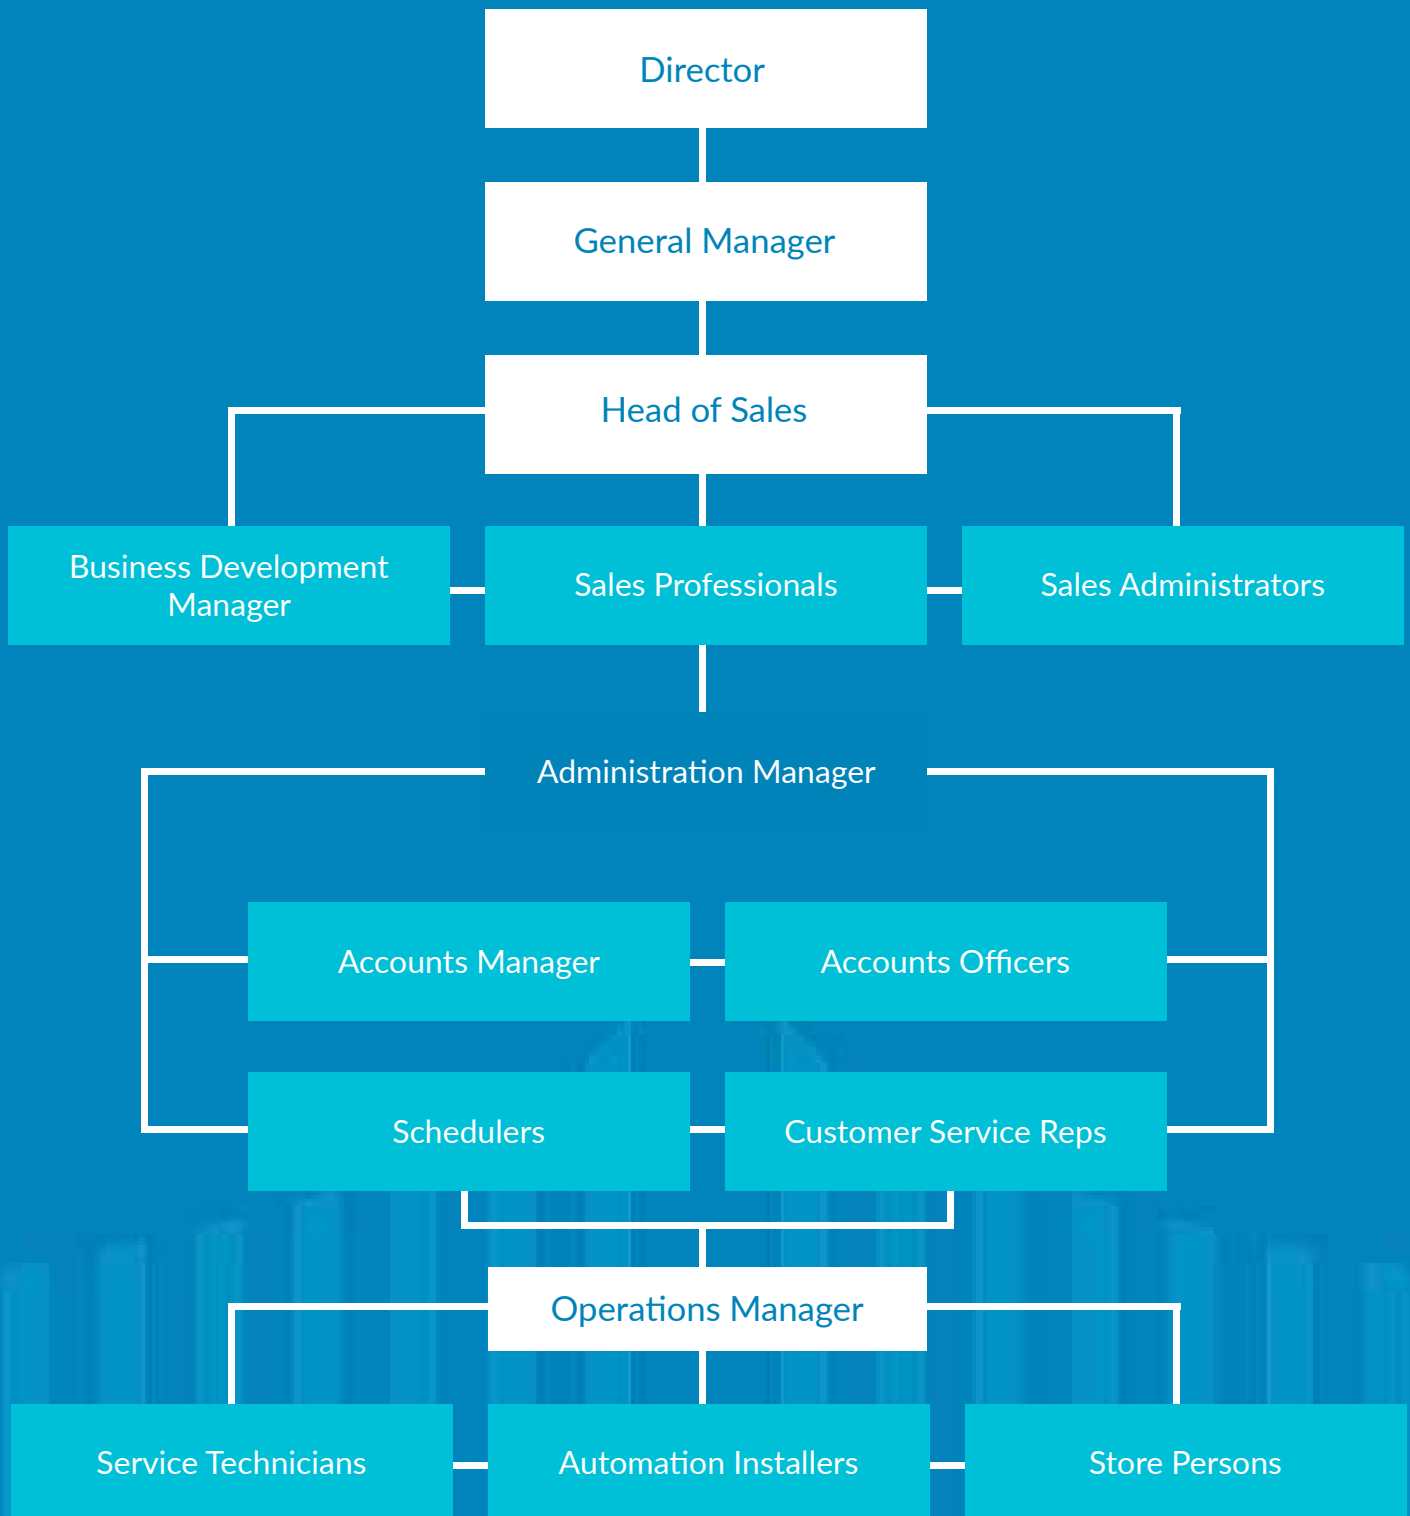 Director
General Manager
Head of Sales
Business Development
Manager
Sales Professionals
Sales Administrators
Administration Manager
Accounts Manager
Accounts Officers
Schedulers
Customer Service Reps
Operations Manager
Service Technicians
Automation Installers
Store Persons